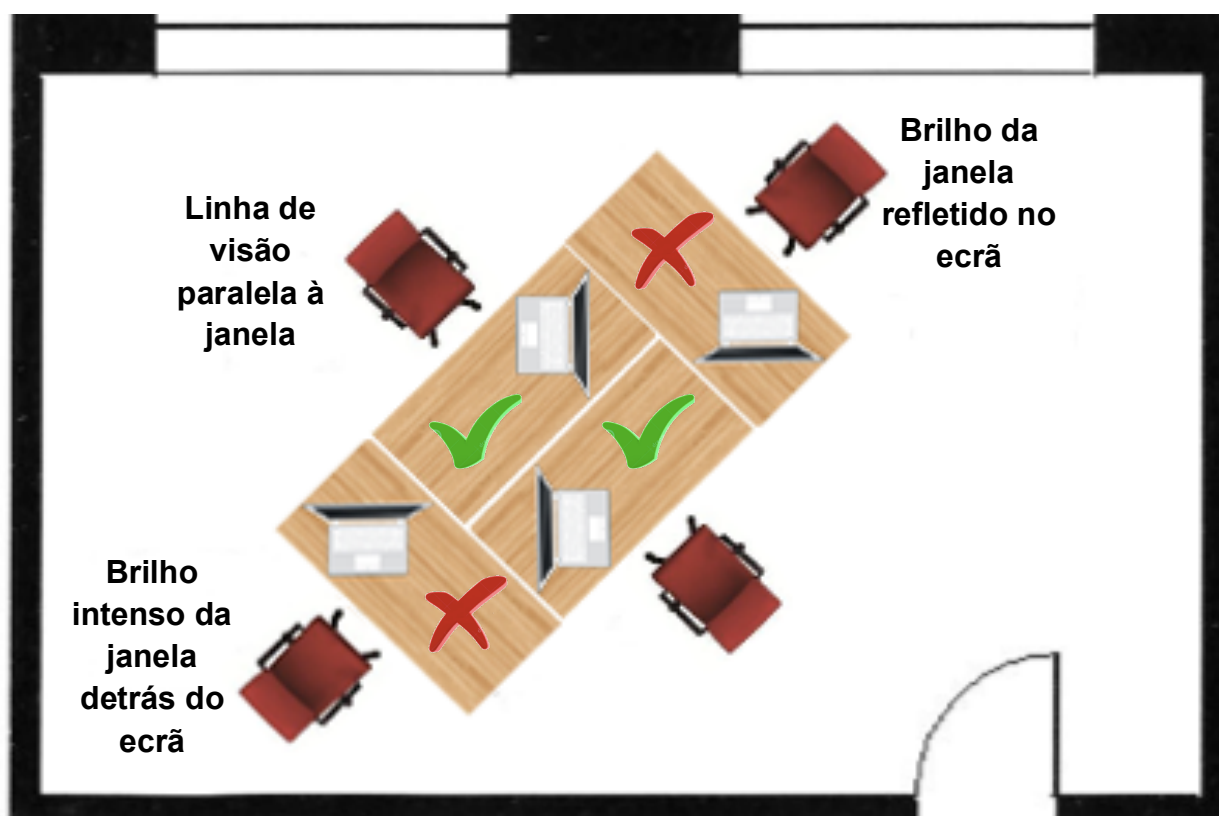 Linha de
visão
paralela à
janela
Brilho da
janela
refletido no
ecrã
Brilho
intenso da
janela
detrás do
ecrã